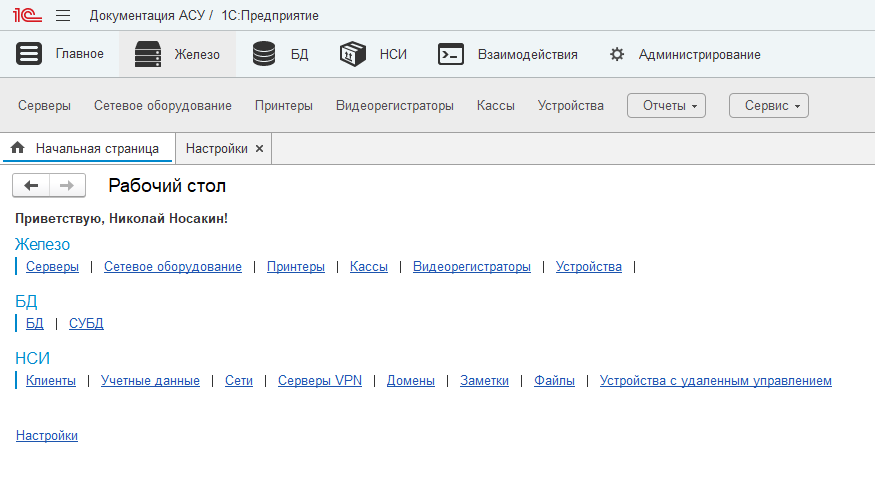 1С Документация АСУ / 1С:Предприятие
Главное Железо БД НСИ Взаимодействия Администрирование
Серверы Сетевое оборудование Принтеры Видеорегистраторы Кассы Устройства Отчеты Сервис
Начальная страница Настройки ×
Рабочий стол
Приветствую, Николай Носакин!
Железо
Серверы | Сетевое оборудование | Принтеры | Кассы | Видеорегистраторы | Устройства |
БД
БД | СУБД
НСИ
Клиенты | Учетные данные | Сети | Серверы VPN | Домены | Заметки | Файлы | Устройства с удаленным управлением
Настройки